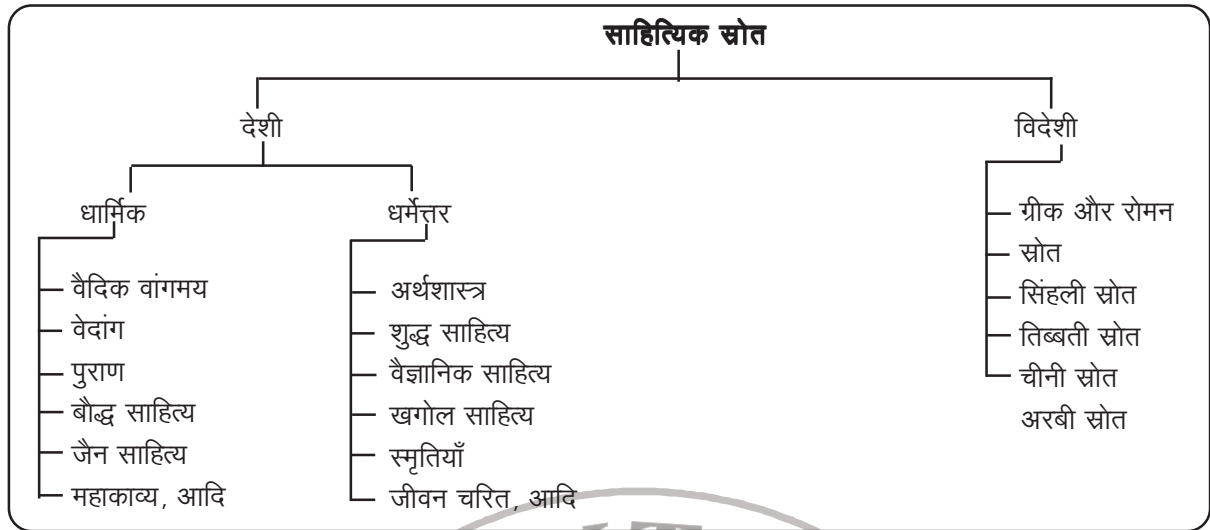 साहित्यिक स्रोत
देशी
विदेशी
धार्मिक
धर्मेत्तर
वैदिक वांगमय
वेदांग
पुराण
बौद्ध साहित्य
जैन साहित्य
महाकाव्य, आदि
अर्थशास्त्र
शुद्ध साहित्य
वैज्ञानिक साहित्य
खगोल साहित्य
स्मृतियाँ
जीवन चरित, आदि
ग्रीक और रोमन
स्रोत
सिंहली स्रोत
तिब्बती स्रोत
चीनी स्रोत
अरबी स्रोत